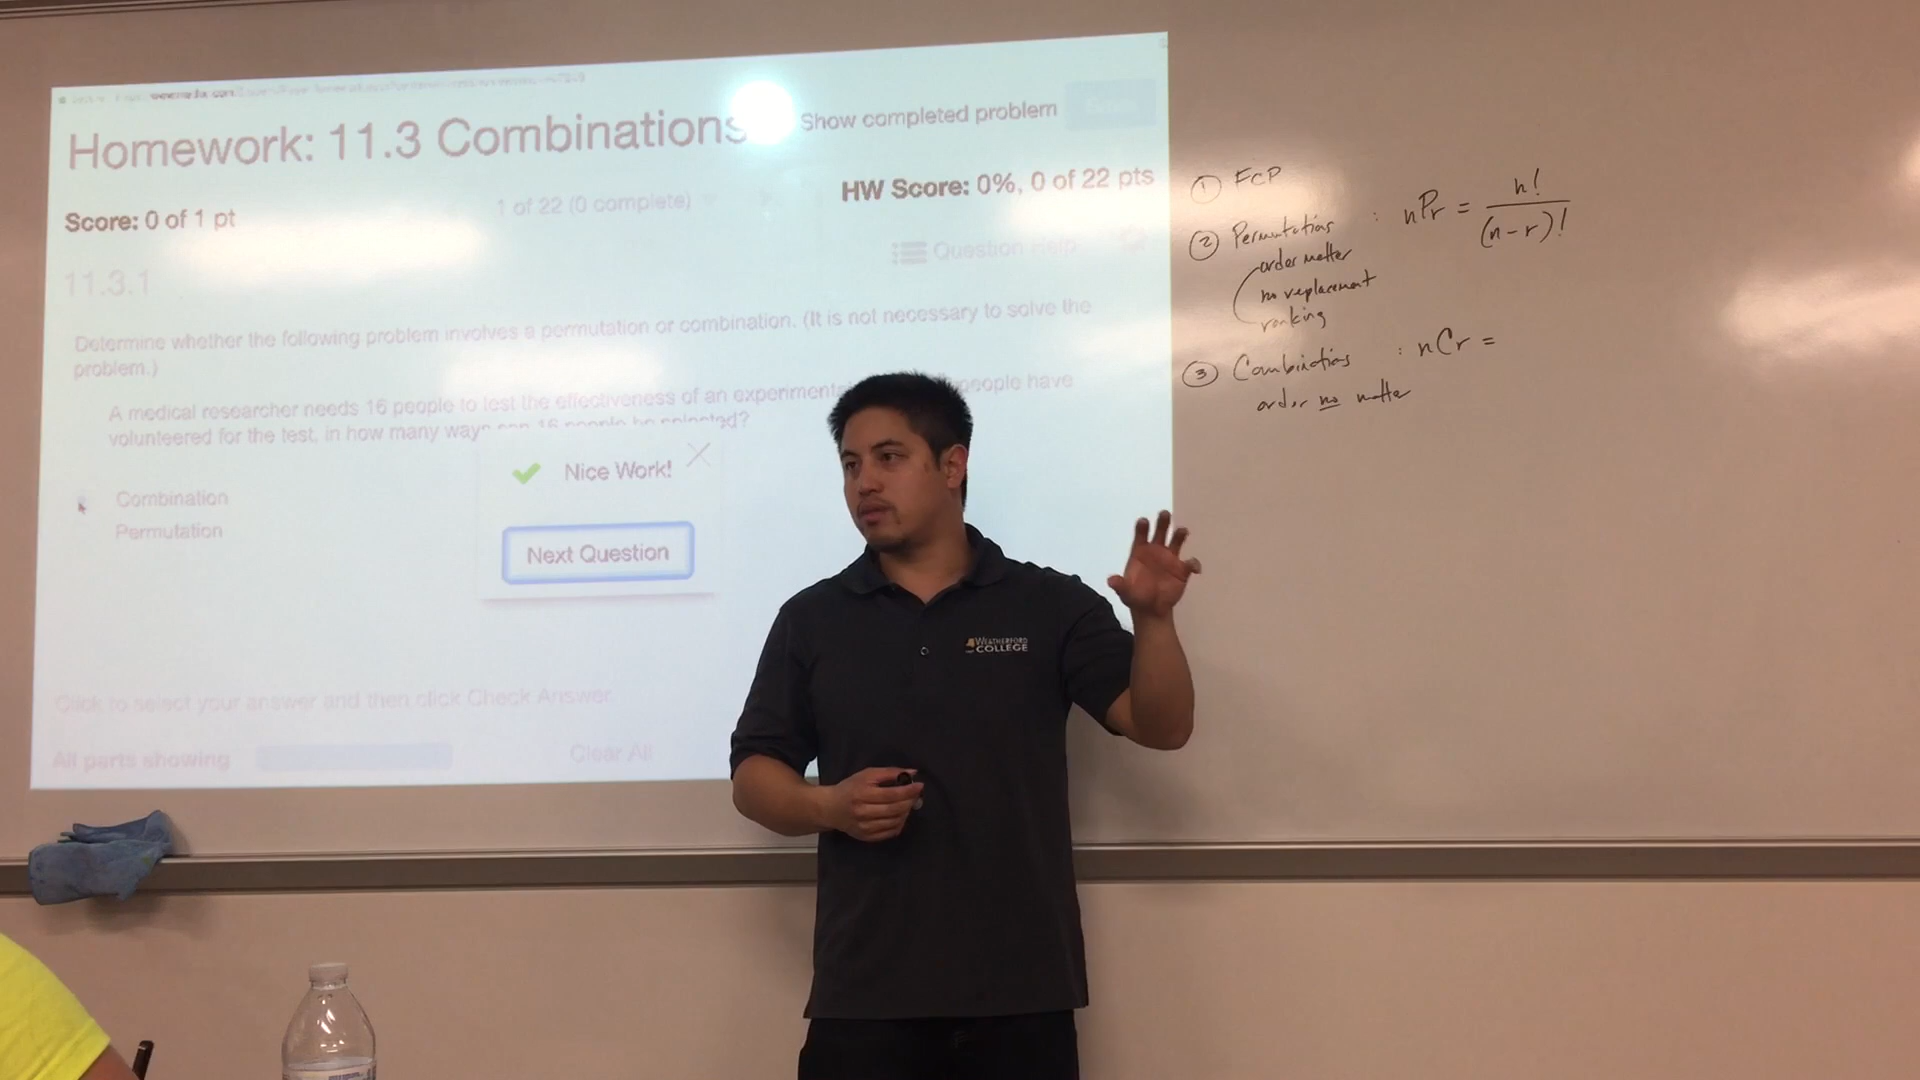 Homework: 11.3 Combinations
Show completed problem
HW Score: 0%, 0 of 22 pts
Score: 0 of 1 pt
1 of 22 (0 complete)
Question Help
11.3.1
Determine whether the following problem involves a permutation or combination. (It is not necessary to solve the
problem.)
A medical researcher needs 16 people to test the effectiveness of an people have
volunteered for the test, in how many ways can 16 people be selected?
Nice Work!
Next Question
Combination
Permutation
Click to select your answer and then click Check Answer.
All parts showing
Clear All
① FCP
② Permutations : nPr = n! / (n-r)!
order matter
no replacement
ranking
③ Combinations : nCr =
order no matter
WEATHERFORD
COLLEGE